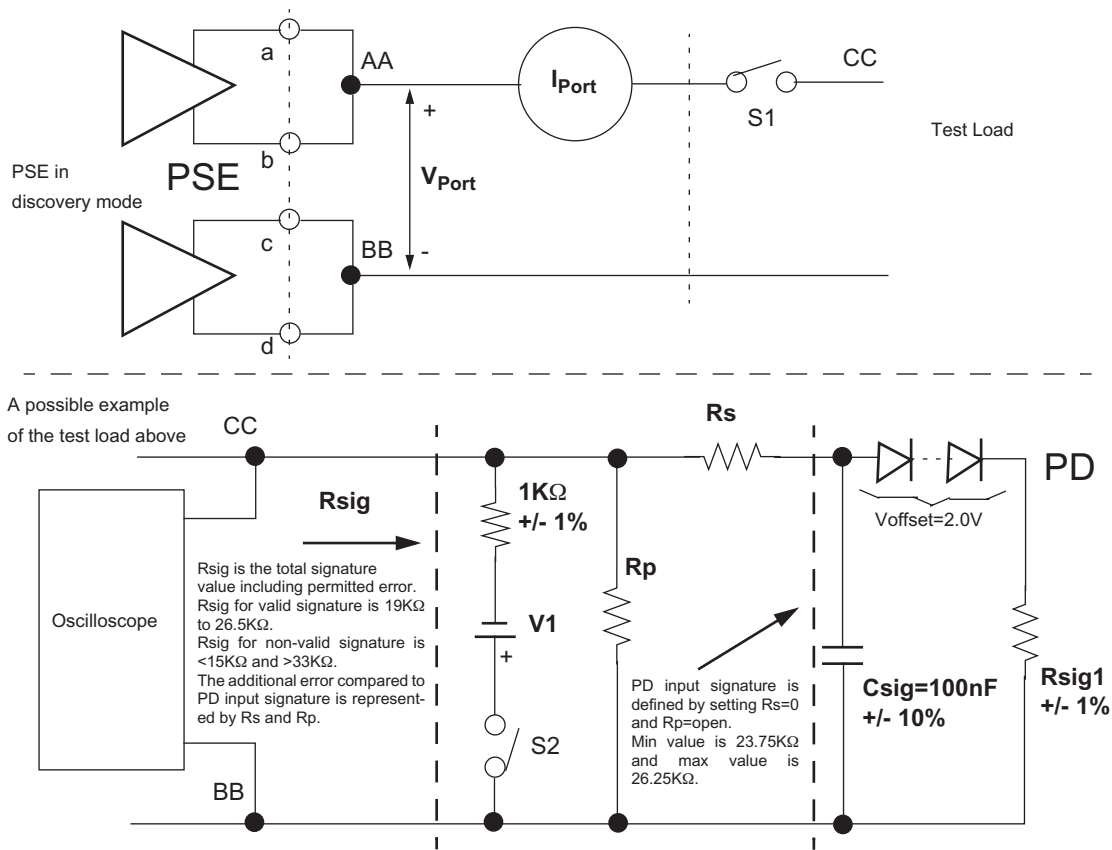 a
AA
b
PSE
PSE in
discovery mode
+
V_Port
-
I_Port
S1
CC
Test Load
c
BB
d
A possible example
of the test load above
CC
Oscilloscope
BB
Rsig
Rsig is the total signature
value including permitted error.
Rsig for valid signature is 19KΩ
to 26.5KΩ.
Rsig for non-valid signature is
<15KΩ and >33KΩ.
The additional error compared to
PD input signature is represent-
ed by Rs and Rp.
1KΩ
+/- 1%
V1
+
S2
Rp
Rs
PD input signature is
defined by setting Rs=0
and Rp=open.
Min value is 23.75KΩ
and max value is
26.25KΩ.
PD
Voffset=2.0V
Csig=100nF
+/- 10%
Rsig1
+/- 1%